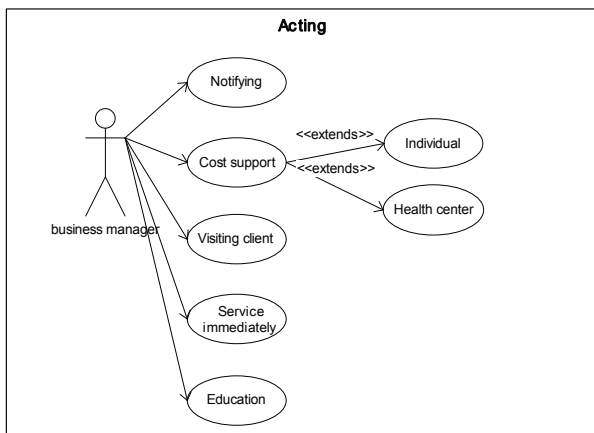 Acting
Notifying
<<extends>>
Individual
Cost support
<<extends>>
Health center
business manager
Visiting client
Service
immediately
Education